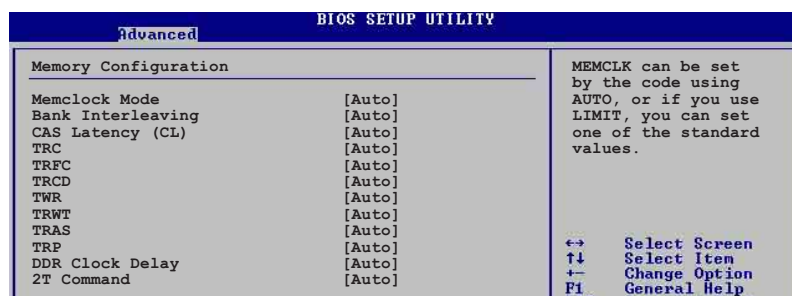 BIOS SETUP UTILITY
Advanced
Memory Configuration
Memclock Mode [Auto]
Bank Interleaving [Auto]
CAS Latency (CL) [Auto]
TRC [Auto]
TRFC [Auto]
TRCD [Auto]
TWR [Auto]
TRWT [Auto]
TRAS [Auto]
TRP [Auto]
DDR Clock Delay [Auto]
2T Command [Auto]
MEMCLK can be set
by the code using
AUTO, or if you use
LIMIT, you can set
one of the standard
values.
↔ Select Screen
↑↓ Select Item
+- Change Option
F1 General Help